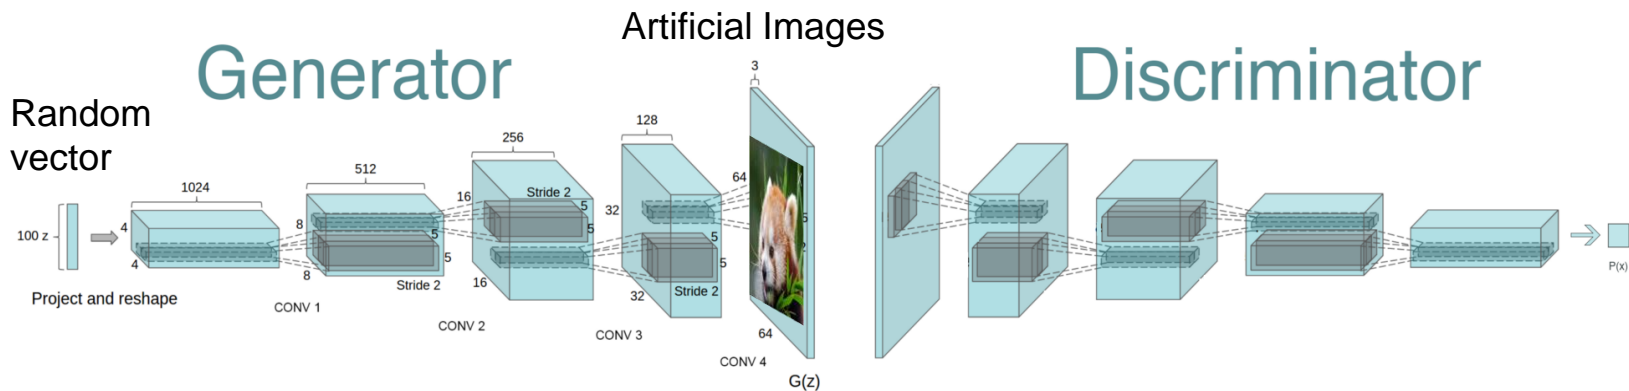 Artificial Images
Generator
Discriminator
Random
vector
100 z
Project and reshape
1024
4
4
CONV 1
512
8
8
5
5
Stride 2
CONV 2
256
16
16
Stride 2
5
5
CONV 3
128
32
32
5
5
Stride 2
CONV 4
3
64
64
G(z)
P(x)